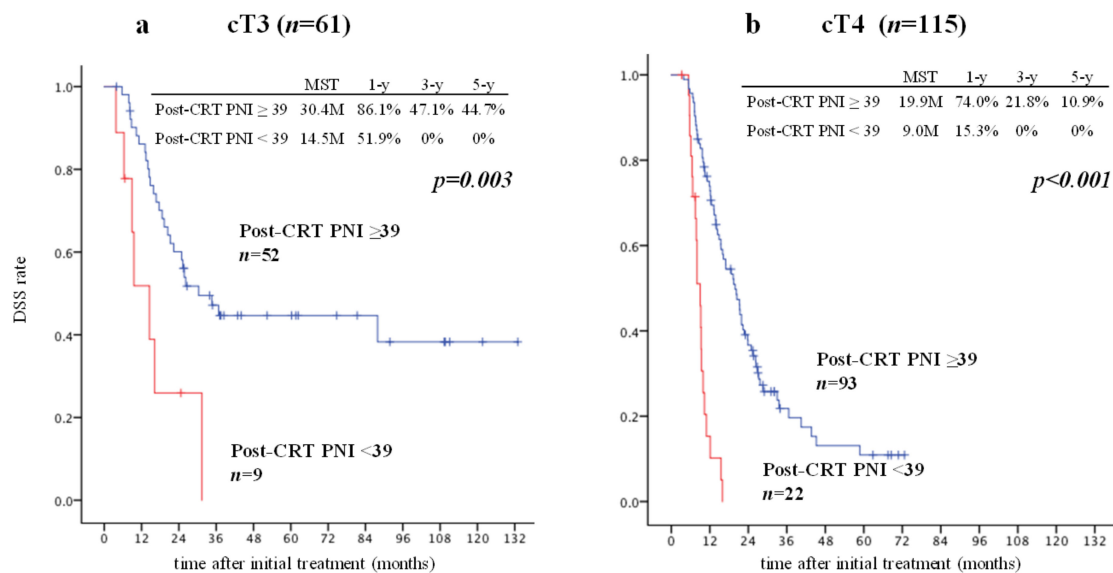 a cT3 (n=61)
MST 1-y 3-y 5-y
Post-CRT PNI ≥ 39 30.4M 86.1% 47.1% 44.7%
Post-CRT PNI < 39 14.5M 51.9% 0% 0%
p=0.003
Post-CRT PNI ≥39
n=52
Post-CRT PNI <39
n=9
DSS rate
1.0
0.8
0.6
0.4
0.2
0.0
0 12 24 36 48 60 72 84 96 108 120 132
time after initial treatment (months)
b cT4 (n=115)
MST 1-y 3-y 5-y
Post-CRT PNI ≥ 39 19.9M 74.0% 21.8% 10.9%
Post-CRT PNI < 39 9.0M 15.3% 0% 0%
p<0.001
Post-CRT PNI ≥39
n=93
Post-CRT PNI <39
n=22
1.0
0.8
0.6
0.4
0.2
0.0
0 12 24 36 48 60 72 84 96 108 120 132
time after initial treatment (months)